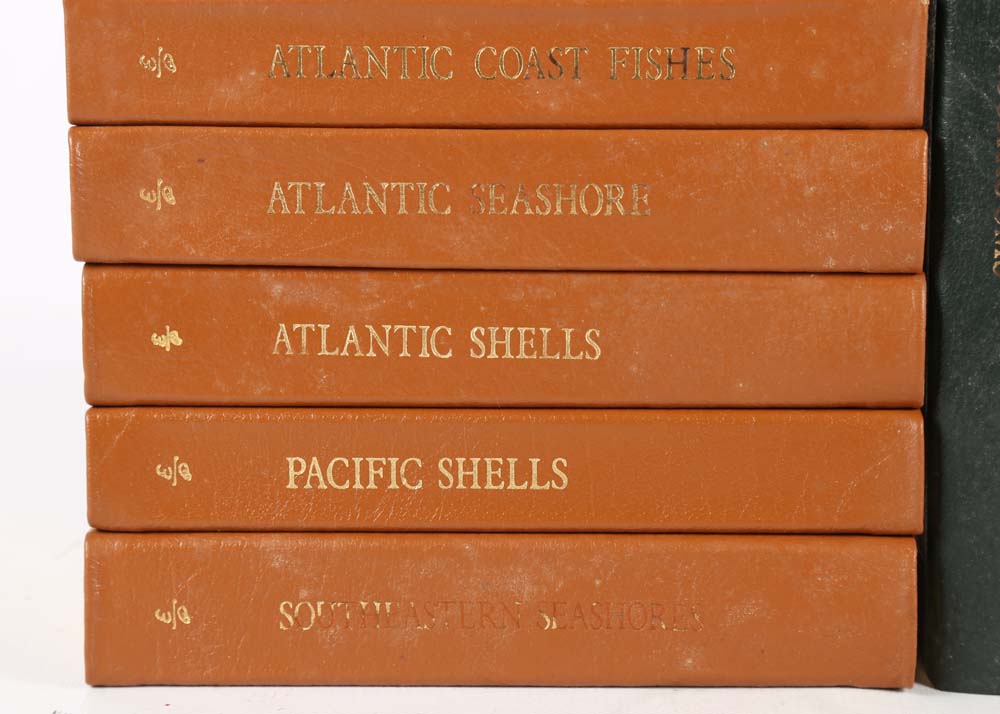 ATLANTIC COAST FISHES
ATLANTIC SEASHORE
ATLANTIC SHELLS
PACIFIC SHELLS
SOUTHEASTERN SEASHORES